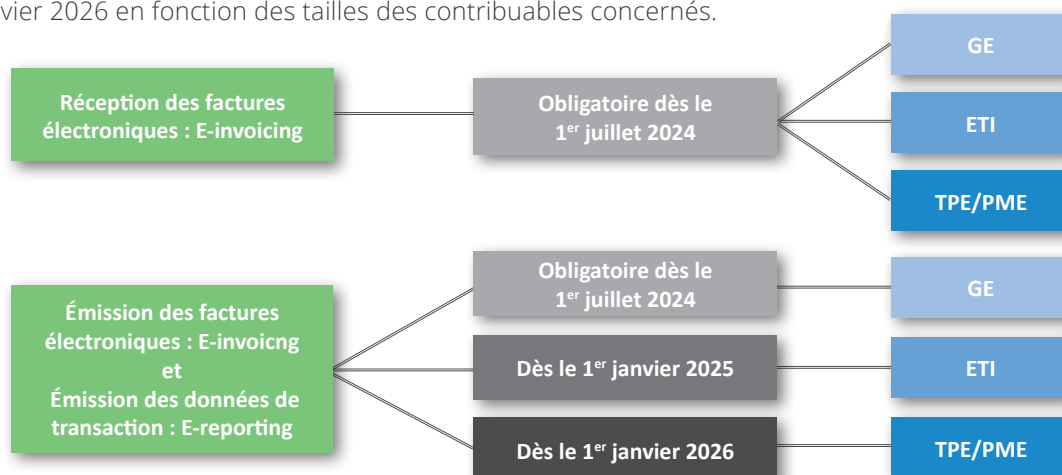 vier 2026 en fonction des tailles des contribuables concernés.
Réception des factures
électroniques : E-invoicing
Obligatoire dès le
1er juillet 2024
GE
ETI
TPE/PME
Émission des factures
électroniques : E-invoicng
et
Émission des données de
transaction : E-reporting
Obligatoire dès le
1er juillet 2024
GE
Dès le 1er janvier 2025
ETI
Dès le 1er janvier 2026
TPE/PME